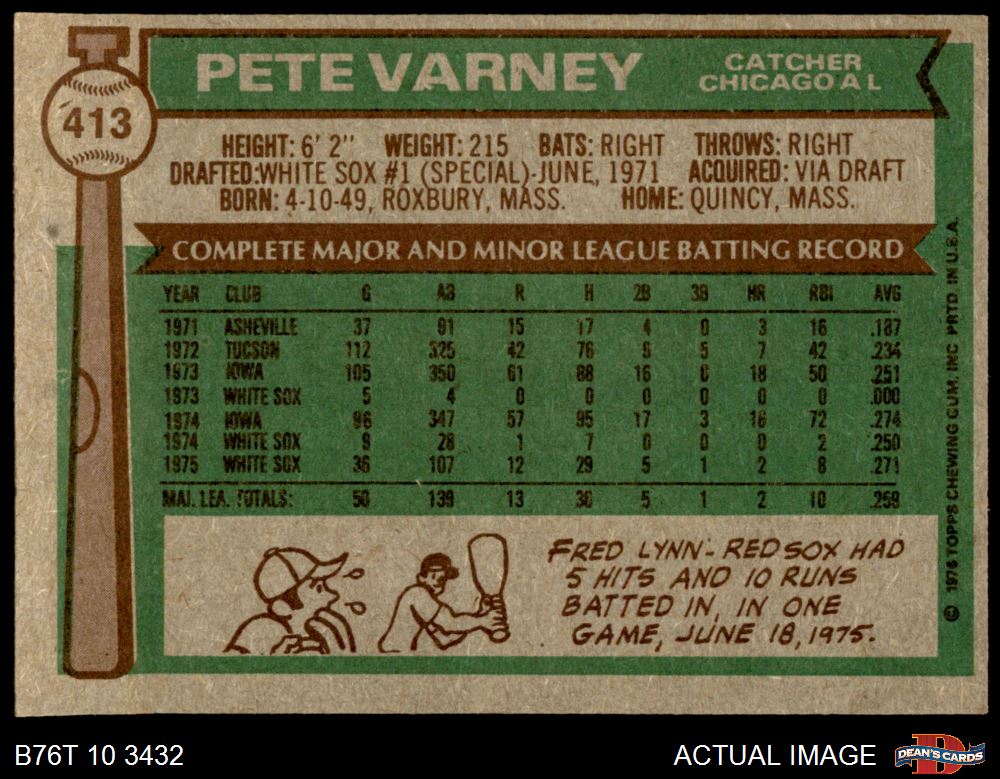 PETE VARNEY
CATCHER
CHICAGO A L
413
HEIGHT: 6' 2" WEIGHT: 215 BATS: RIGHT THROWS: RIGHT
DRAFTED: WHITE SOX #1 (SPECIAL)-JUNE, 1971 ACQUIRED: VIA DRAFT
BORN: 4-10-49, ROXBURY, MASS. HOME: QUINCY, MASS.
COMPLETE MAJOR AND MINOR LEAGUE BATTING RECORD
YEAR CLUB G AB R H 2B 3B HR RBI AVG
1971 ASHEVILLE 37 91 15 17 4 0 3 16 .187
1972 TUCSON 112 325 42 76 5 7 42 .234
1973 IOWA 105 350 61 88 16 0 18 50 .251
1973 WHITE SOX 5 4 0 0 0 0 0 0 .000
1974 IOWA 96 347 57 95 17 3 16 72 .274
1974 WHITE SOX 9 28 1 7 0 0 0 2 .250
1975 WHITE SOX 36 107 12 29 5 1 2 8 .271
MAJ. LEA. TOTALS: 50 139 13 36 5 1 2 10 .259
FRED LYNN- RED SOX HAD
5 HITS AND 10 RUNS
BATTED IN, IN ONE
GAME, JUNE 18, 1975.
© 1976 TOPPS CHEWING GUM, INC PRTD IN U.S.A.
B76T 10 3432
ACTUAL IMAGE
DEAN'S CARDS